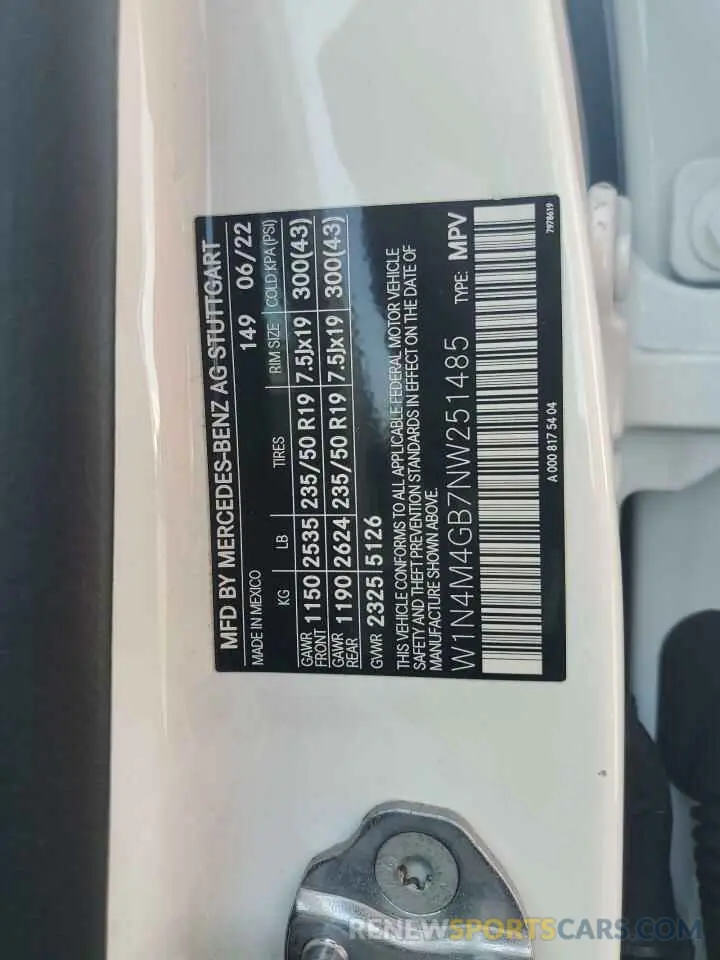 MFD BY MERCEDES-BENZ AG STUTTGART
MADE IN MEXICO 149 06/22
KG LB TIRES RIM SIZE COLD KPA (PSI)
GAWR FRONT 1150 2535 235/50 R19 7.5Jx19 300(43)
GAWR REAR 1190 2624 235/50 R19 7.5Jx19 300(43)
GVWR 2325 5126
THIS VEHICLE CONFORMS TO ALL APPLICABLE FEDERAL MOTOR VEHICLE
SAFETY AND THEFT PREVENTION STANDARDS IN EFFECT ON THE DATE OF
MANUFACTURE SHOWN ABOVE.
W1N4M4GB7NW251485 TYPE: MPV
A 000 817 54 04 7978619
RENEWSPORTSCARS.COM